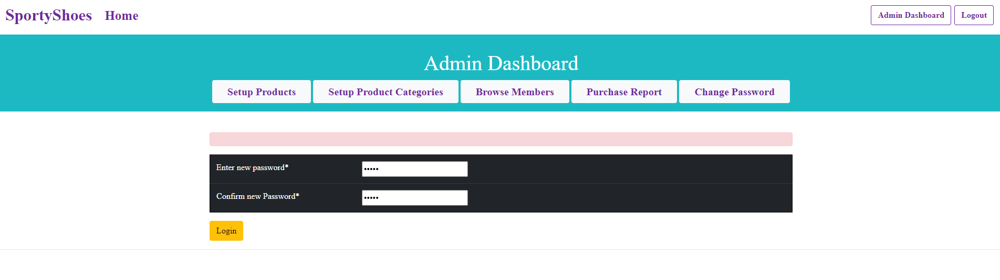 SportyShoes Home Admin Dashboard Logout
Admin Dashboard
Setup Products Setup Product Categories Browse Members Purchase Report Change Password
Enter new password* •••••
Confirm new Password* •••••
Login